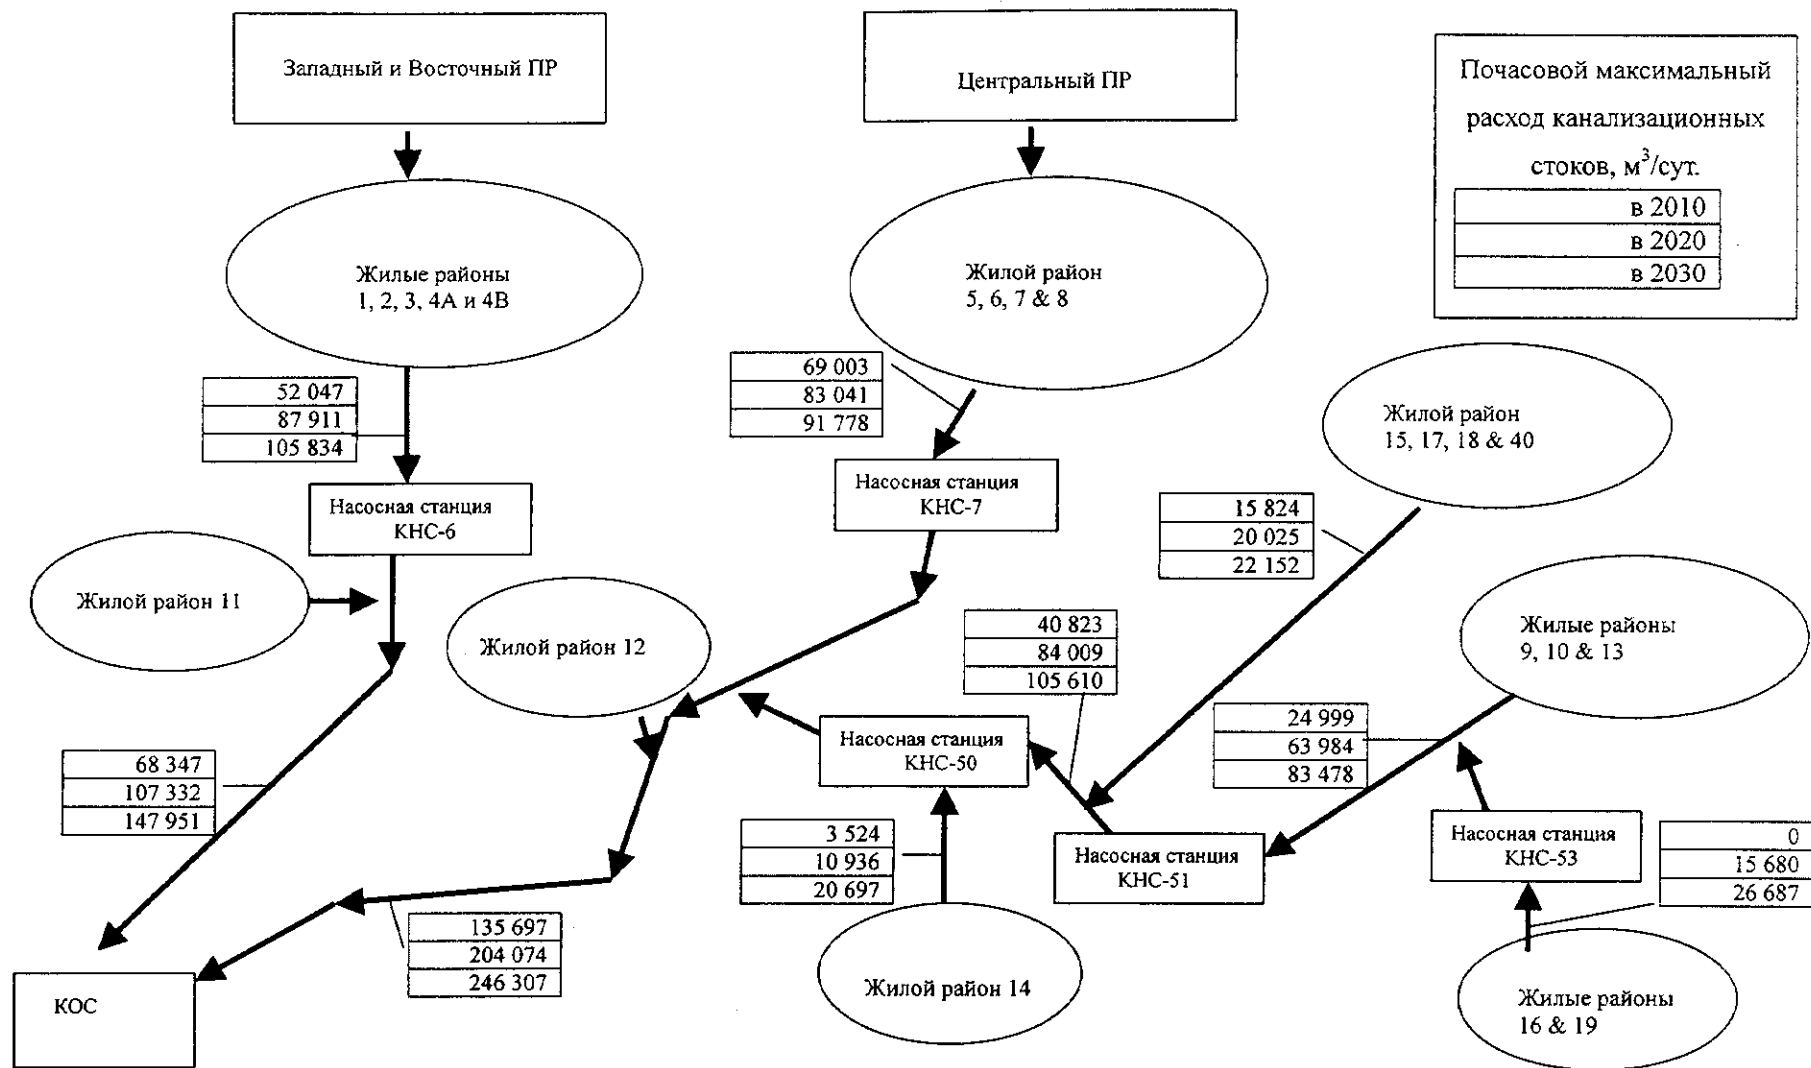 Западный и Восточный ПР
Центральный ПР
Почасовой максимальный
расход канализационных
стоков, м³/сут.
в 2010
в 2020
в 2030
Жилые районы
1, 2, 3, 4А и 4В
Жилой район
5, 6, 7 & 8
52 047
87 911
105 834
69 003
83 041
91 778
Жилой район
15, 17, 18 & 40
Насосная станция
КНС-6
Насосная станция
КНС-7
15 824
20 025
22 152
Жилой район 11
Жилой район 12
40 823
84 009
105 610
Жилые районы
9, 10 & 13
24 999
63 984
83 478
68 347
107 332
147 951
Насосная станция
КНС-50
3 524
10 936
20 697
Насосная станция
КНС-51
Насосная станция
КНС-53
0
15 680
26 687
135 697
204 074
246 307
КОС
Жилой район 14
Жилые районы
16 & 19